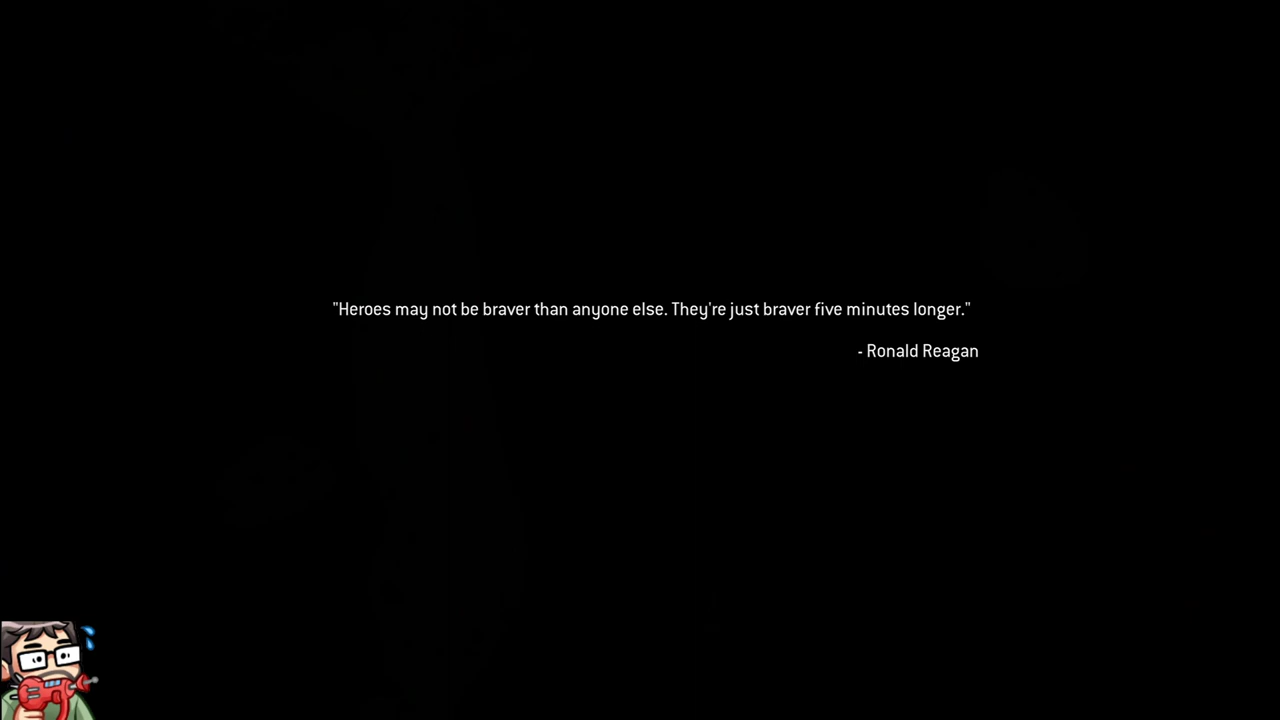 "Heroes may not be braver than anyone else. They're just braver five minutes longer."
- Ronald Reagan